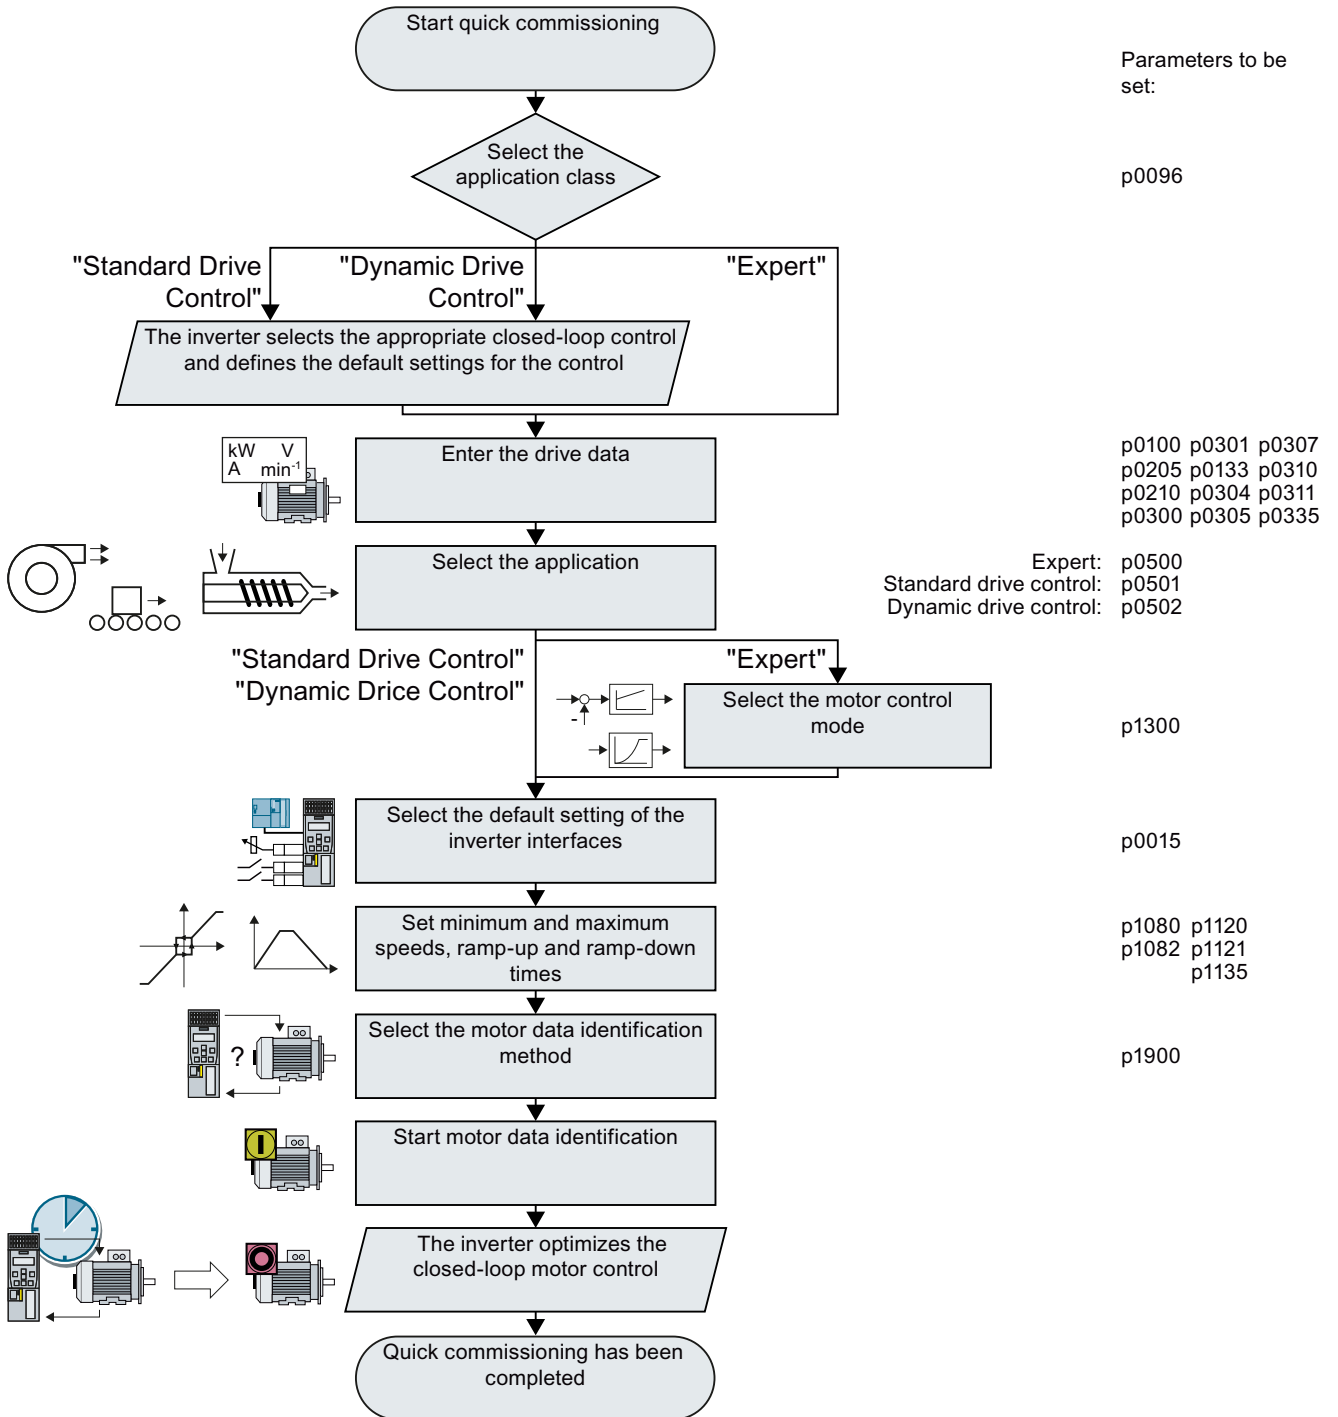 Start quick commissioning
Parameters to be
set:
Select the
application class
p0096
"Standard Drive
Control"
"Dynamic Drive
Control"
"Expert"
The inverter selects the appropriate closed-loop control
and defines the default settings for the control
kW V
A min-1
Enter the drive data
p0100 p0301 p0307
p0205 p0133 p0310
p0210 p0304 p0311
p0300 p0305 p0335
Select the application
Expert: p0500
Standard drive control: p0501
Dynamic drive control: p0502
"Standard Drive Control"
"Dynamic Drice Control"
"Expert"
-
Select the motor control
mode
p1300
Select the default setting of the
inverter interfaces
p0015
Set minimum and maximum
speeds, ramp-up and ramp-down
times
p1080 p1120
p1082 p1121
p1135
?
Select the motor data identification
method
p1900
Start motor data identification
The inverter optimizes the
closed-loop motor control
Quick commissioning has been
completed